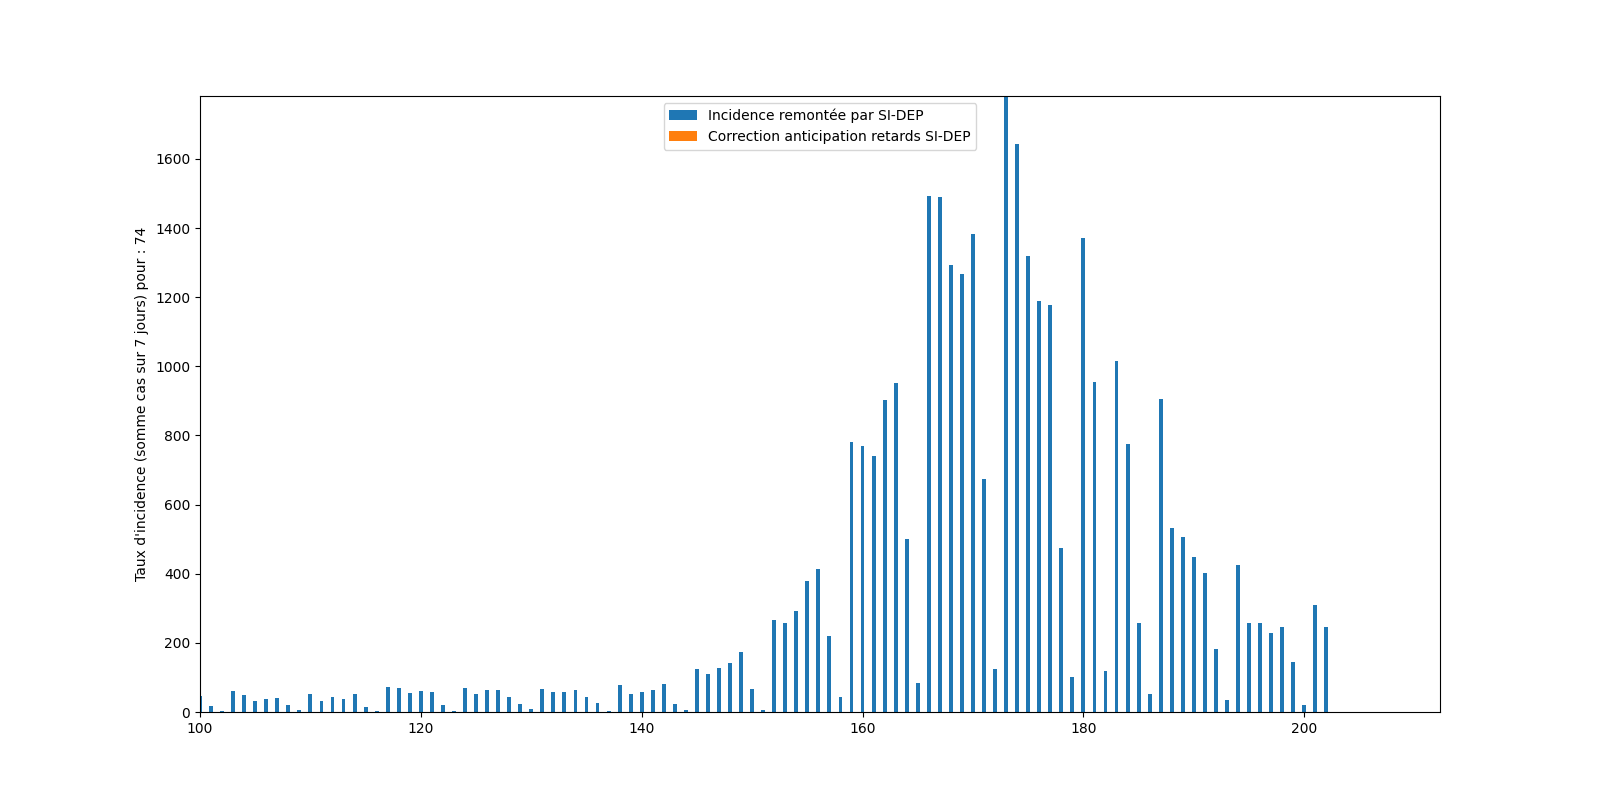 Incidence remontée par SI-DEP
Correction anticipation retards SI-DEP
Taux d'incidence (somme cas sur 7 jours) pour : 74
1600
1400
1200
1000
800
600
400
200
0
100 120 140 160 180 200